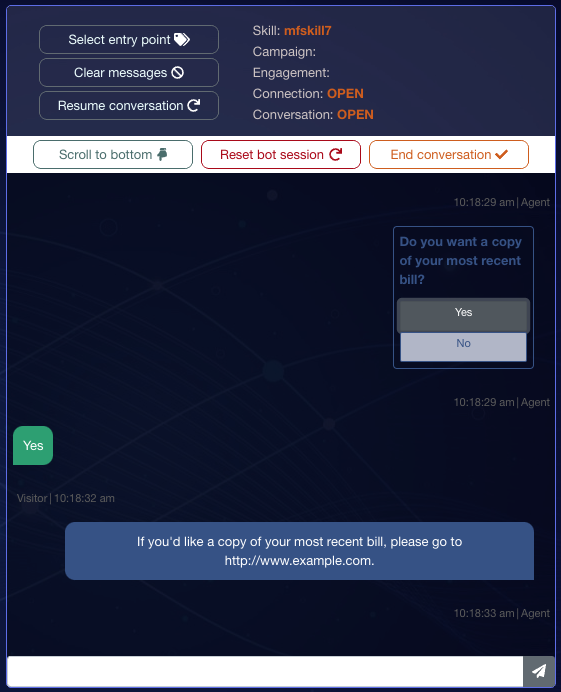 Select entry point
Clear messages
Resume conversation
Skill: mfskill7
Campaign:
Engagement:
Connection: OPEN
Conversation: OPEN
Scroll to bottom
Reset bot session
End conversation
10:18:29 am | Agent
Do you want a copy
of your most recent
bill?
Yes
No
10:18:29 am | Agent
Yes
Visitor | 10:18:32 am
If you'd like a copy of your most recent bill, please go to
http://www.example.com.
10:18:33 am | Agent